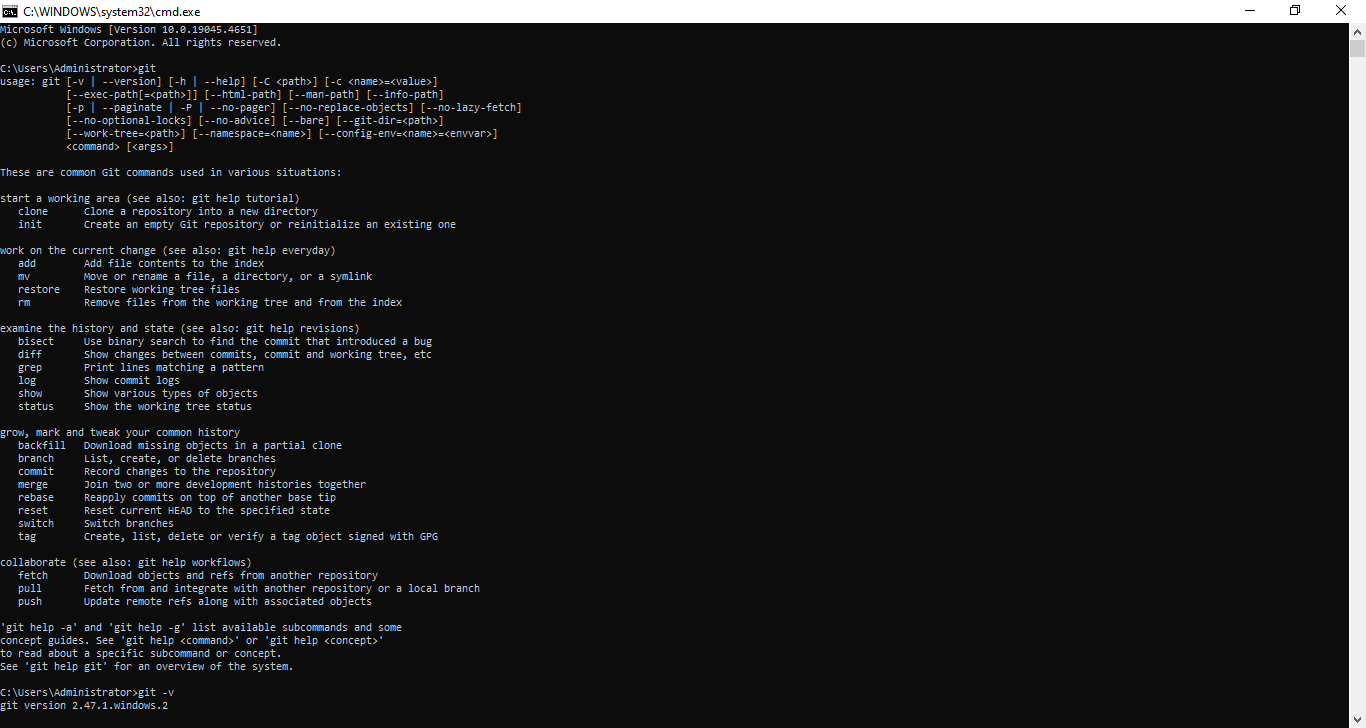 C:\WINDOWS\system32\cmd.exe
Microsoft Windows [Version 10.0.19045.4651]
(c) Microsoft Corporation. All rights reserved.

C:\Users\Administrator>git
usage: git [-v | --version] [-h | --help] [-C <path>] [-c <name>=<value>]
           [--exec-path[=<path>]] [--html-path] [--man-path] [--info-path]
           [-p | --paginate | -P | --no-pager] [--no-replace-objects] [--no-lazy-fetch]
           [--no-optional-locks] [--no-advice] [--bare] [--git-dir=<path>]
           [--work-tree=<path>] [--namespace=<name>] [--config-env=<name>=<envvar>]
           <command> [<args>]

These are common Git commands used in various situations:

start a working area (see also: git help tutorial)
   clone      Clone a repository into a new directory
   init       Create an empty Git repository or reinitialize an existing one

work on the current change (see also: git help everyday)
   add        Add file contents to the index
   mv         Move or rename a file, a directory, or a symlink
   restore    Restore working tree files
   rm         Remove files from the working tree and from the index

examine the history and state (see also: git help revisions)
   bisect     Use binary search to find the commit that introduced a bug
   diff       Show changes between commits, commit and working tree, etc
   grep       Print lines matching a pattern
   log        Show commit logs
   show       Show various types of objects
   status     Show the working tree status

grow, mark and tweak your common history
   backfill   Download missing objects in a partial clone
   branch     List, create, or delete branches
   commit     Record changes to the repository
   merge      Join two or more development histories together
   rebase     Reapply commits on top of another base tip
   reset      Reset current HEAD to the specified state
   switch     Switch branches
   tag        Create, list, delete or verify a tag object signed with GPG

collaborate (see also: git help workflows)
   fetch      Download objects and refs from another repository
   pull       Fetch from and integrate with another repository or a local branch
   push       Update remote refs along with associated objects

'git help -a' and 'git help -g' list available subcommands and some
concept guides. See 'git help <command>' or 'git help <concept>'
to read about a specific subcommand or concept.
See 'git help git' for an overview of the system.

C:\Users\Administrator>git -v
git version 2.47.1.windows.2